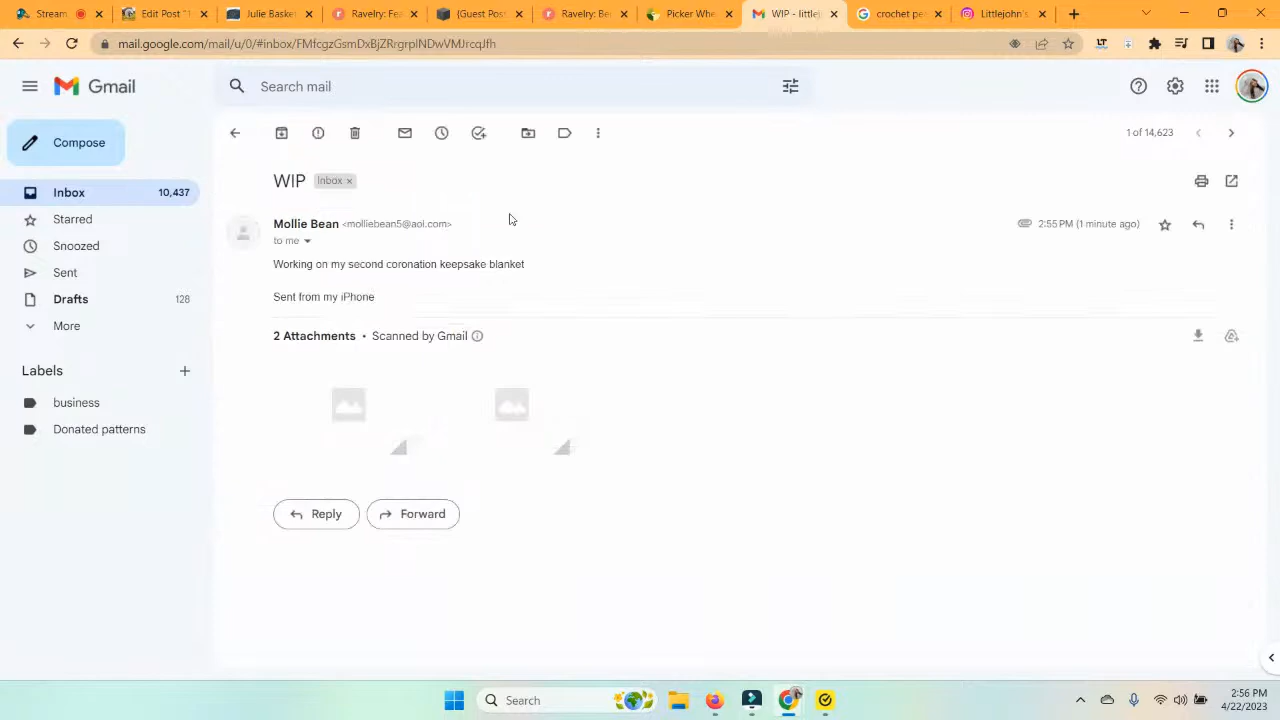 Stream
Edit Post "I
Julie Basket
Ravelry: Fea
{Guest Post
Ravelry: Be
Picker Whe
WIP - littlej
crochet pe
Littlejohn's
mail.google.com/mail/u/0/#inbox/FMfcgzGsmDxBjZRrgrplNDwVMJrcqJfh
Gmail
Search mail
Compose
1 of 14,623
WIP
Inbox ×
Inbox 10,437
Mollie Bean <molliebean5@aol.com>
2:55 PM (1 minute ago)
Starred
to me
Snoozed
Working on my second coronation keepsake blanket
Sent
Drafts 128
Sent from my iPhone
More
2 Attachments • Scanned by Gmail
Labels
business
Donated patterns
Reply
Forward
Search
2:56 PM
4/22/2023